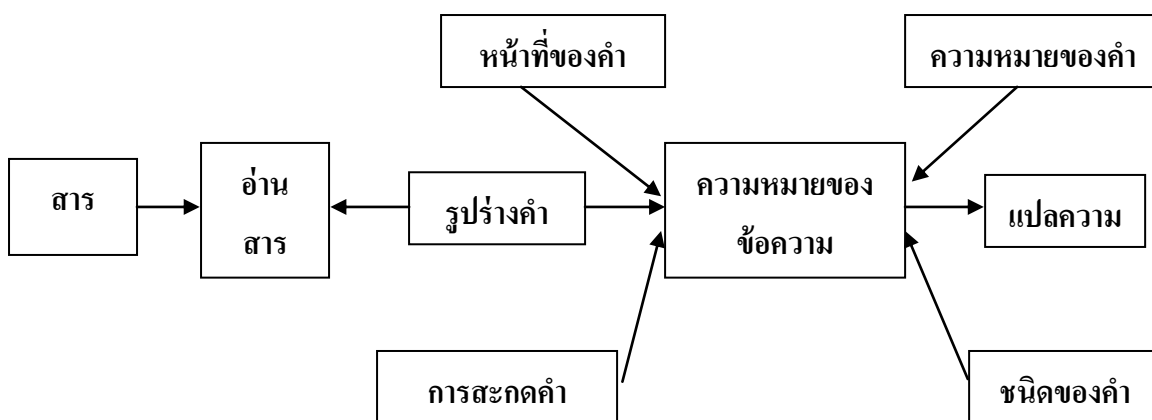 หน้าที่ของคำ
ความหมายของคำ
สาร
อ่าน
สาร
รูปร่างคำ
ความหมายของ
ข้อความ
แปลความ
การสะกดคำ
ชนิดของคำ